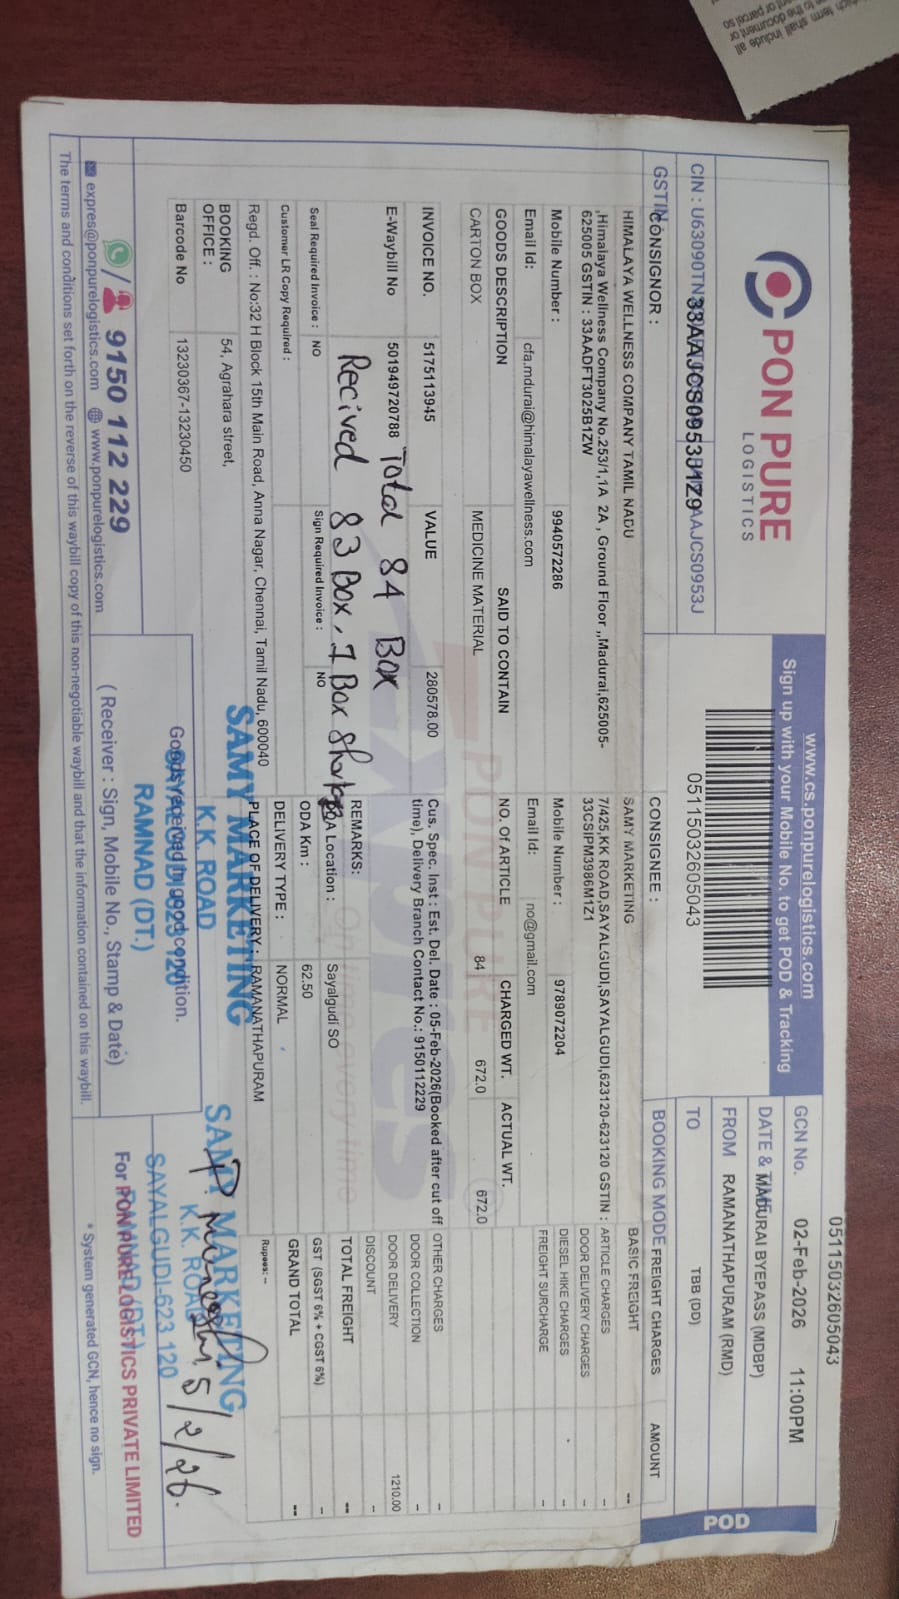 PON PURE
LOGISTICS
CIN : U63090TN
GSTIN
33AAJCS0953J1Z9
AAJCS0953J
www.cs.ponpurelogistics.com
Sign up with your Mobile No. to get POD & Tracking
05115032605043
05115032605043
GCN No. 02-Feb-2026 11:00PM
DATE & TIME
MADURAI BYEPASS (MDBP)
FROM RAMANATHAPURAM (RMD)
TO TBB (DD)
POD
CONSIGNOR :
HIMALAYA WELLNESS COMPANY TAMIL NADU
,Himalaya Wellness Company No.253/1,1A 2A , Ground Floor ,,Madurai,625005-
625005 GSTIN : 33AADFT3025B1ZW
Mobile Number : 9940572286
Email Id: cfa.mdurai@himalayawellness.com
CONSIGNEE :
SAMY MARKETING
7/425,KK ROAD,SAYALGUDI,SAYALGUDI,623120-623120 GSTIN :
33CSIPM3986M1Z1
Mobile Number : 9789072204
Email Id: no@gmail.com
BOOKING MODE FREIGHT CHARGES AMOUNT
BASIC FREIGHT --
ARTICLE CHARGES --
DOOR DELIVERY CHARGES --
DIESEL HIKE CHARGES --
FREIGHT SURCHARGE --
GOODS DESCRIPTION SAID TO CONTAIN NO. Of ARTICLE CHARGED WT. ACTUAL WT.
CARTON BOX MEDICINE MATERIAL 84 672.0 672.0
INVOICE NO. 5175113945 VALUE 280578.00
E-Waybill No 501949720788
Total 84 Box
Recived 83 Box, 1 Box Shortage
Cus. Spec. Inst : Est. Del. Date : 05-Feb-2026(Booked after cut off
time), Delivery Branch Contact No.: 9150112229
REMARKS:
ODA Location : Sayalgudi SO
ODA Km : 62.50
DELIVERY TYPE : NORMAL
PLACE OF DELIVERY : RAMANATHAPURAM
OTHER CHARGES --
DOOR COLLECTION --
DOOR DELIVERY 1210.00
DISCOUNT --
TOTAL FREIGHT --
GST (SGST 6% + CGST 6%) --
GRAND TOTAL --
Rupees: --
Seal Required Invoice : NO Sign Required Invoice : NO
Customer LR Copy Required :
Regd. Off. : No:32 H Block 15th Main Road, Anna Nagar, Chennai, Tamil Nadu, 600040
BOOKING
OFFICE : 54, Agrahara street,
Barcode No 13230367-13230450
PONPURE
Xpress
SAMY MARKETING
K.K. ROAD
SAYALGUDI-623 120
RAMNAD (DT.)
Goods received in good condition.
( Receiver : Sign, Mobile No., Stamp & Date)
SAMY MARKETING
K.K. ROAD
SAYALGUDI-623 120
RAMNAD (DT.)
5/2/26.
For PON PURE LOGISTICS PRIVATE LIMITED
* System generated GCN, hence no sign.
9150 112 229
expres@ponpurelogistics.com www.ponpurelogistics.com
The terms and conditions set forth on the reverse of this waybill copy of this non-negotiable waybill and that the information contained on this waybill.